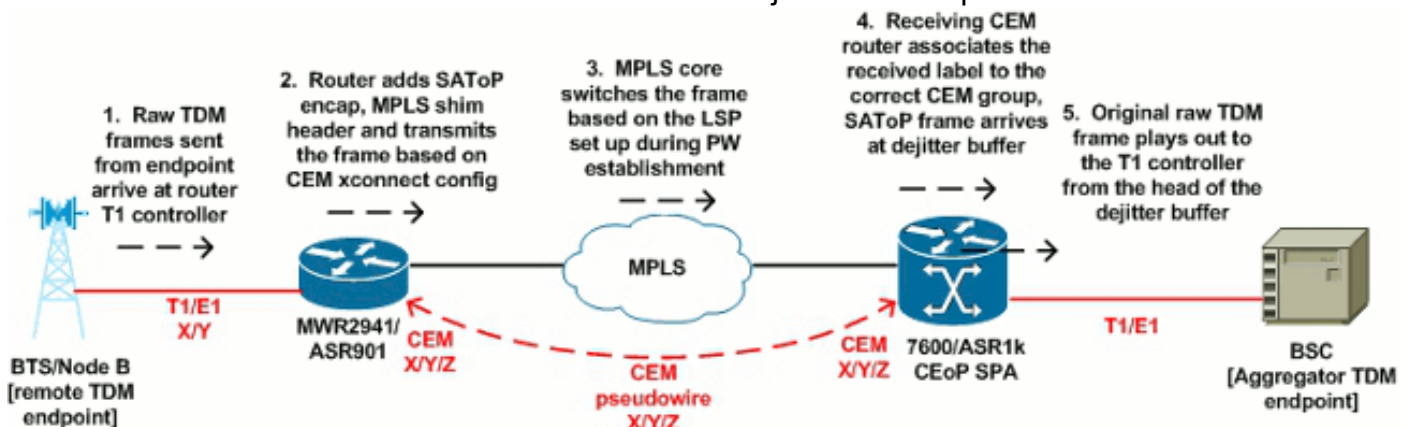 1. Raw TDM
frames sent
from endpoint
arrive at router
T1 controller
2. Router adds SAToP
encap, MPLS shim
header and transmits
the frame based on
CEM xconnect config
3. MPLS core
switches the frame
based on the LSP
set up during PW
establishment
4. Receiving CEM
router associates the
received label to the
correct CEM group,
SAToP frame arrives
at dejitter buffer
5. Original raw TDM
frame plays out to
the T1 controller
from the head of the
dejitter buffer
MPLS
T1/E1
X/Y
MWR2941/
ASR901
CEM
X/Y/Z
CEM
pseudowire
X/Y/Z
CEM
X/Y/Z
7600/ASR1k
CEoP SPA
T1/E1
BTS/Node B
[remote TDM
endpoint]
BSC
[Aggregator TDM
endpoint]